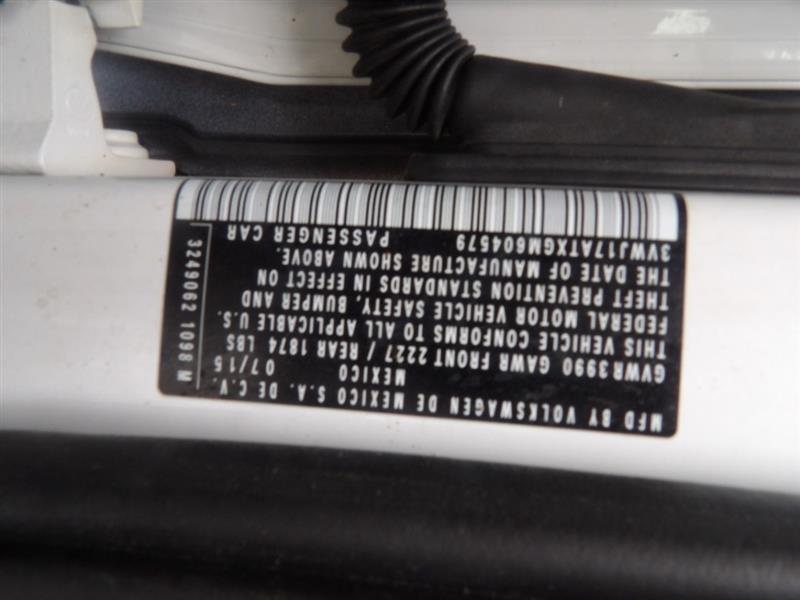 MFD BY VOLKSWAGEN DE MEXICO S.A. DE C.V.
MEXICO 07/15
GVWR 3990 GAWR FRONT 2227 / REAR 1874 LBS
THIS VEHICLE CONFORMS TO ALL APPLICABLE U.S.
FEDERAL MOTOR VEHICLE SAFETY, BUMPER AND
THEFT PREVENTION STANDARDS IN EFFECT ON
THE DATE OF MANUFACTURE SHOWN ABOVE.
3VWJ17ATXGM604579 PASSENGER CAR
3249062 1098 M